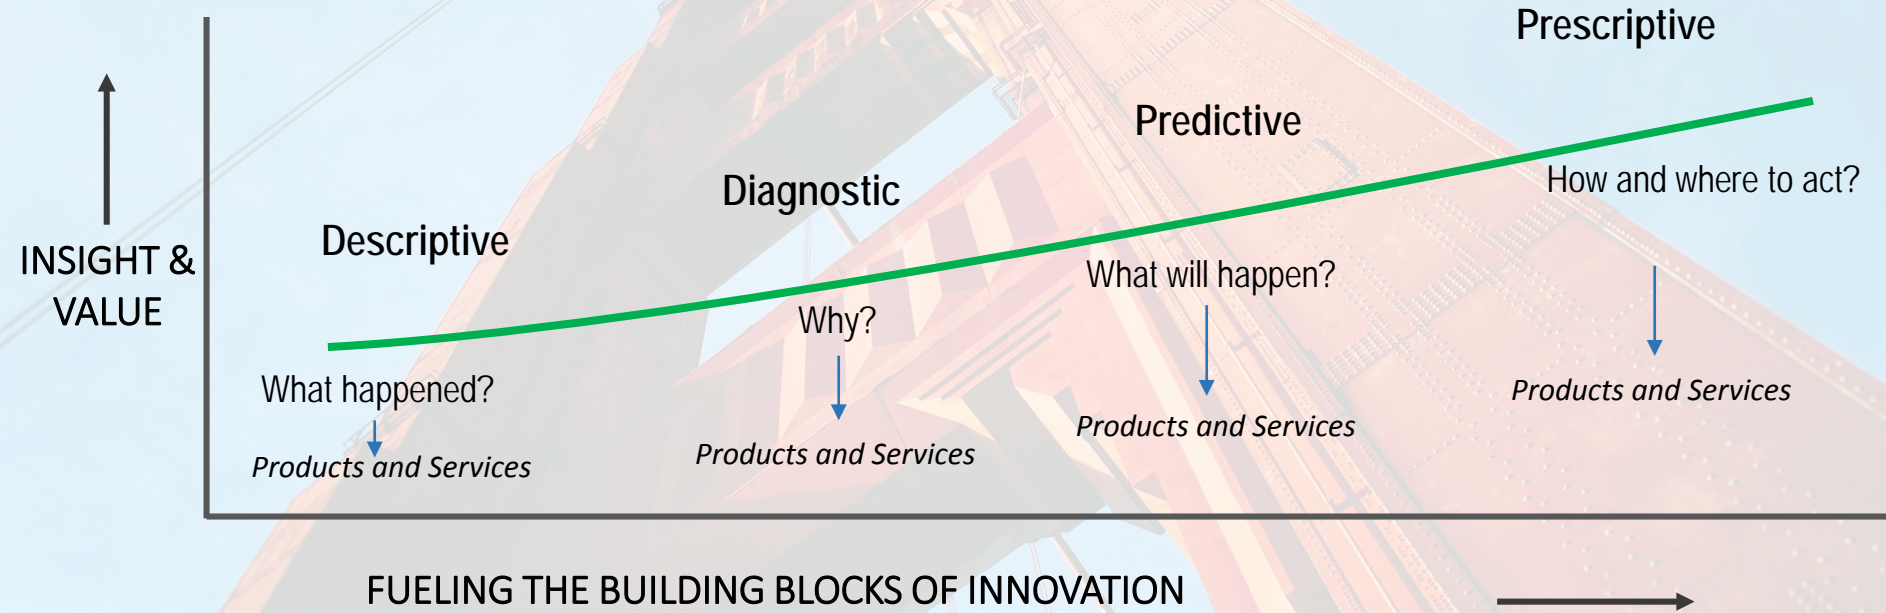 Prescriptive
Predictive
Diagnostic
Descriptive
How and where to act?
INSIGHT &
VALUE
What will happen?
Why?
What happened?
Products and Services
Products and Services
Products and Services
Products and Services
FUELING THE BUILDING BLOCKS OF INNOVATION